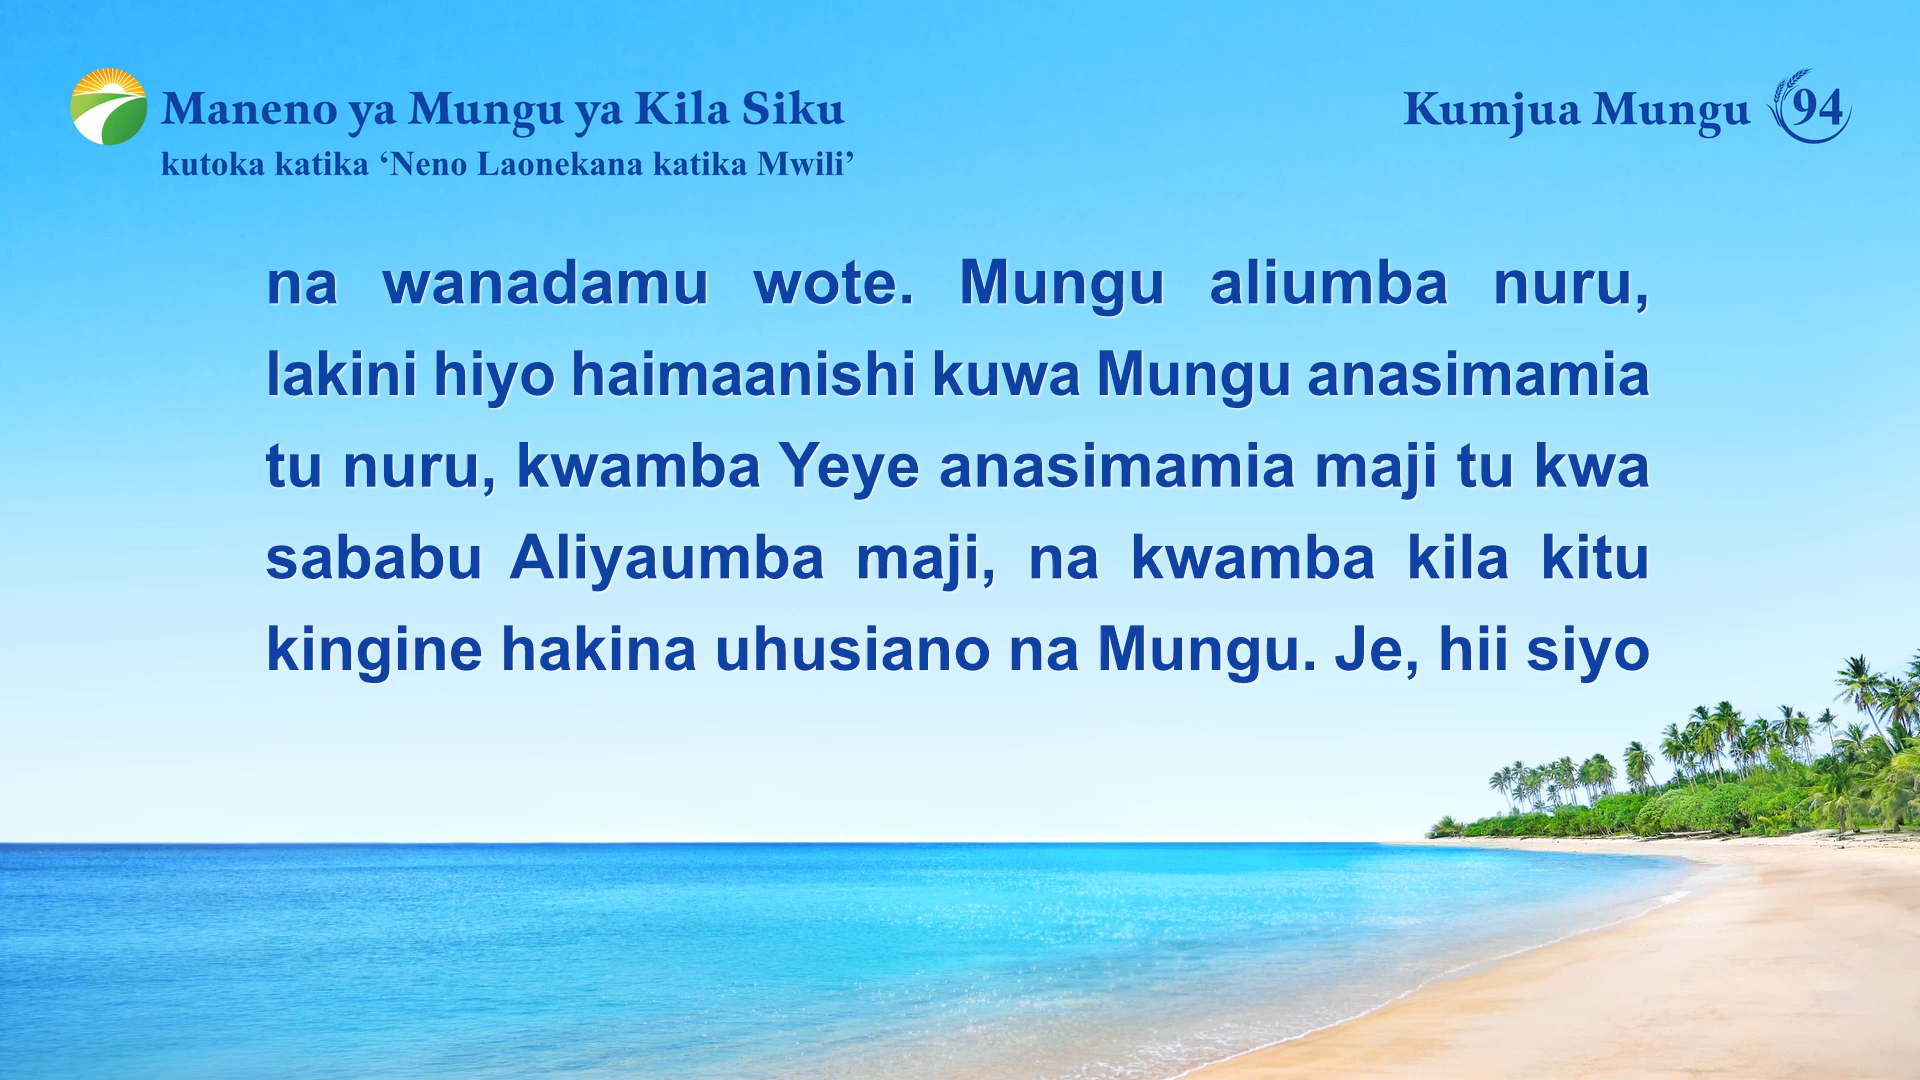 Maneno ya Mungu ya Kila Siku
kutoka katika ‘Neno Laonekana katika Mwili’
Kumjua Mungu 94
na wanadamu wote. Mungu aliumba nuru,
lakini hiyo haimaanishi kuwa Mungu anasimamia
tu nuru, kwamba Yeye anasimamia maji tu kwa
sababu Aliyaumba maji, na kwamba kila kitu
kingine hakina uhusiano na Mungu. Je, hii siyo